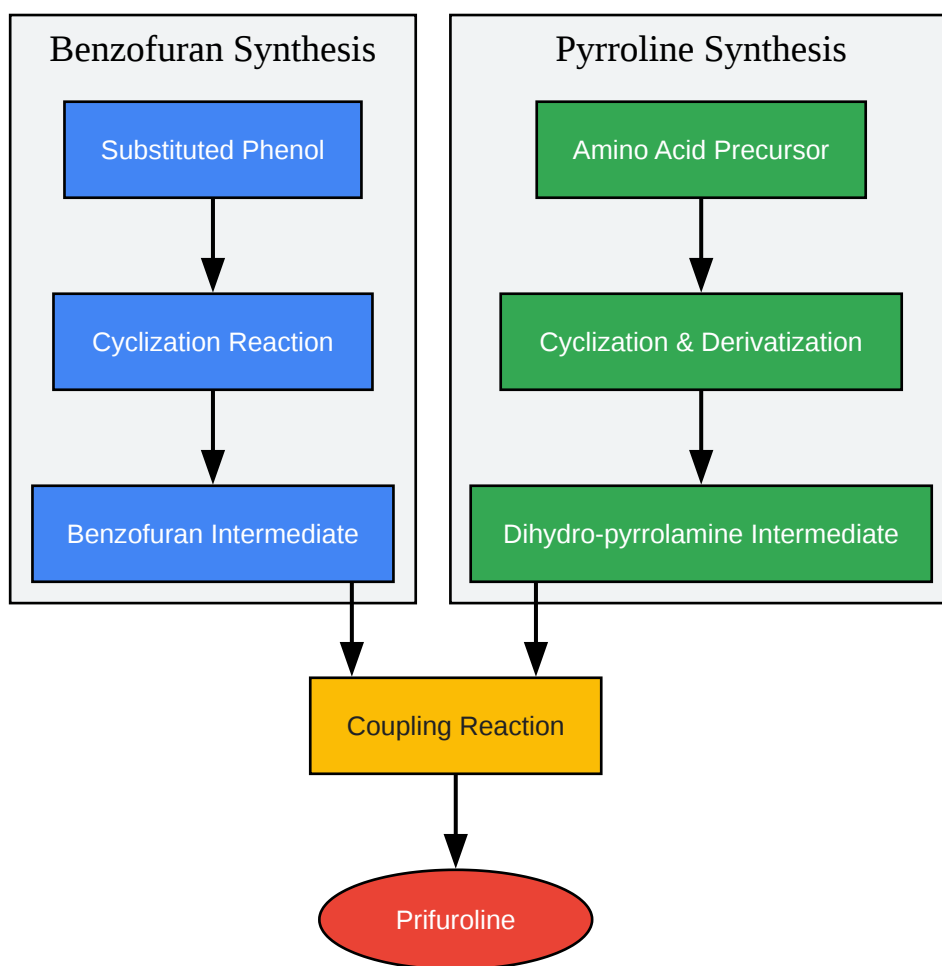 Benzofuran Synthesis
Substituted Phenol
Cyclization Reaction
Benzofuran Intermediate
Pyrroline Synthesis
Amino Acid Precursor
Cyclization & Derivatization
Dihydro-pyrrolamine Intermediate
Coupling Reaction
Prifuroline